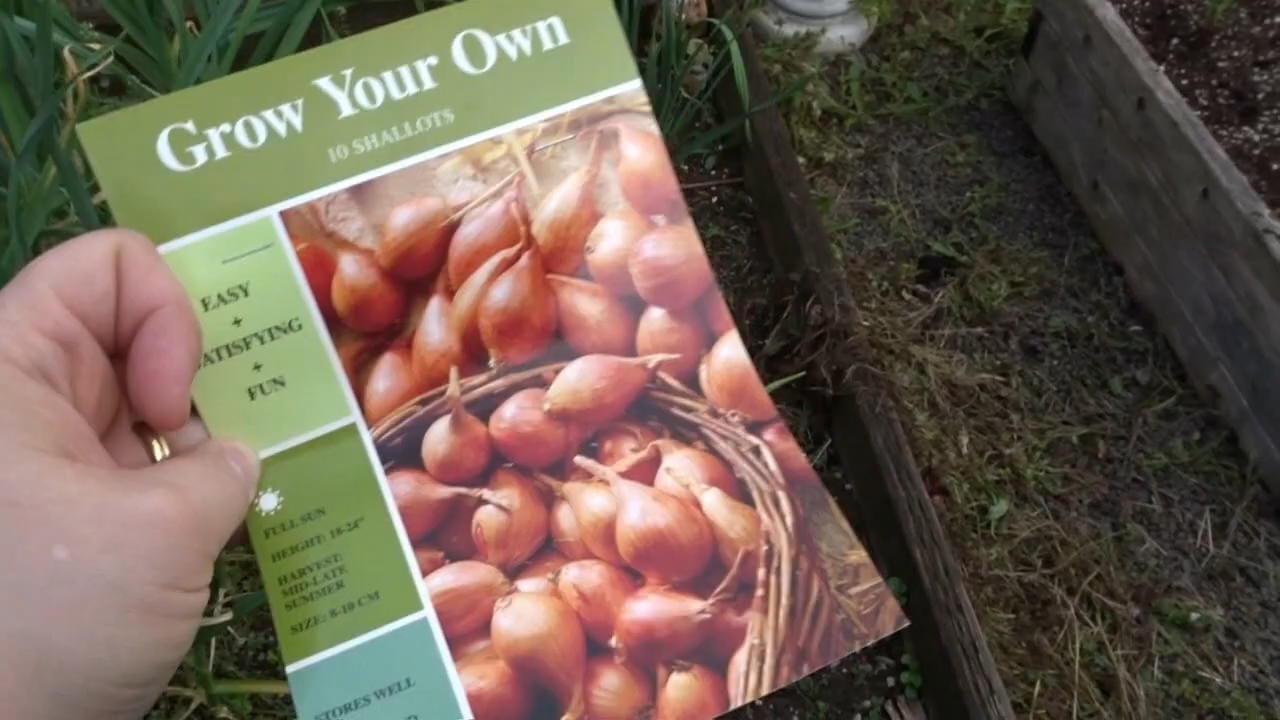 Grow Your Own
10 SHALLOTS
EASY
+
ATISFYING
+
FUN
FULL SUN
HEIGHT: 18-24"
HARVEST:
MID-LATE
SUMMER
SIZE: 8-10 CM
STORES WELL